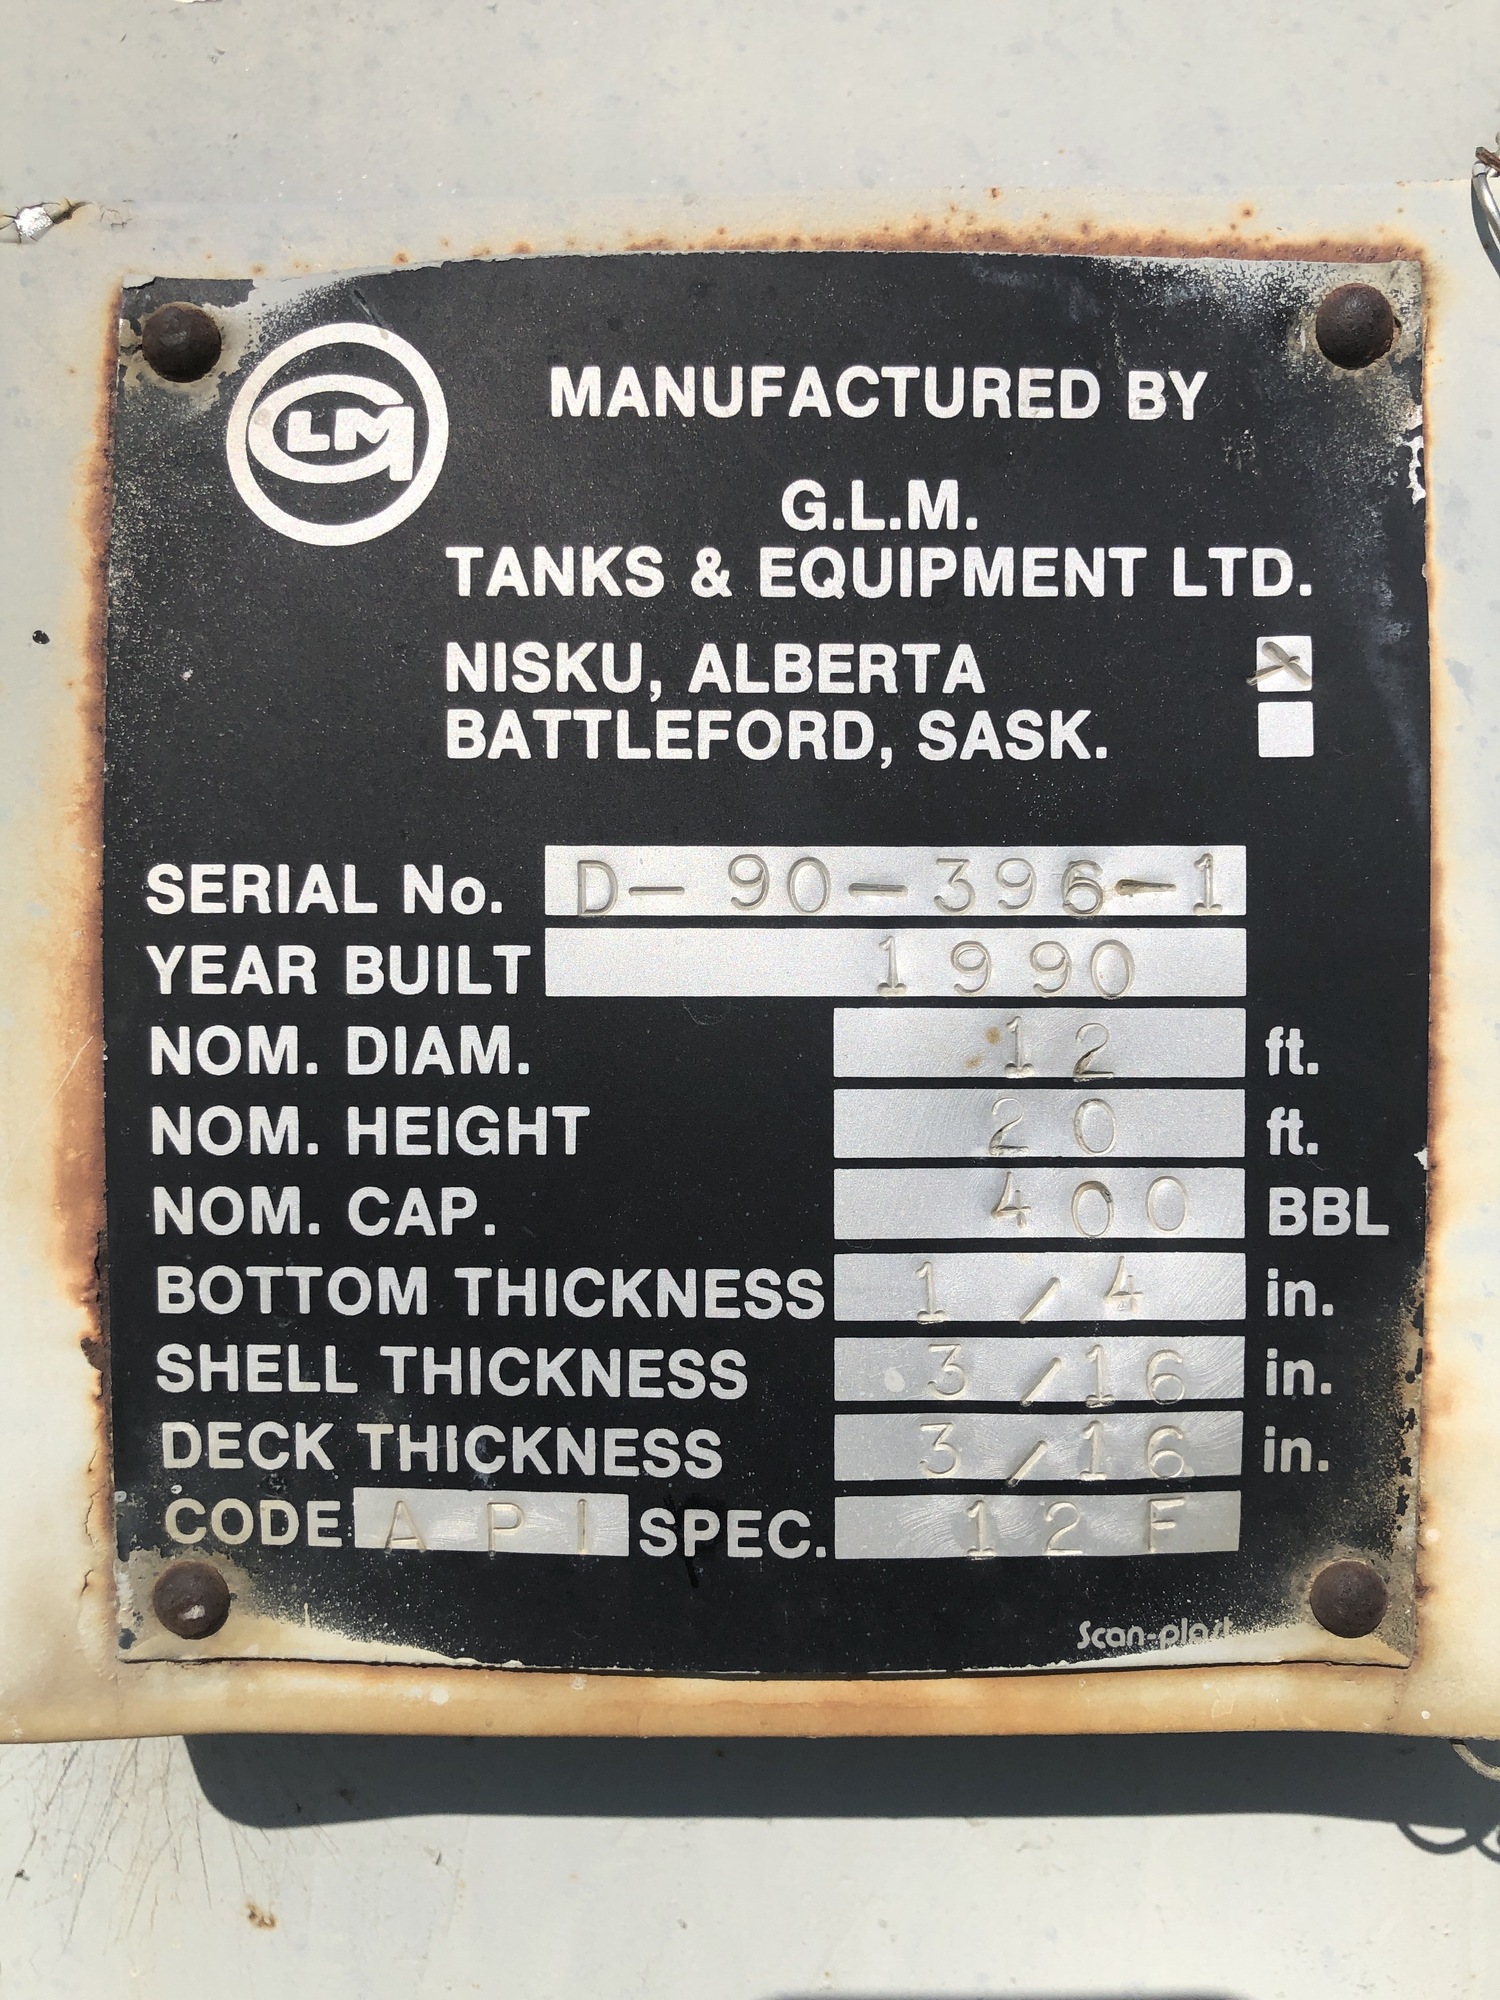 GLM
MANUFACTURED BY
G.L.M.
TANKS & EQUIPMENT LTD.
NISKU, ALBERTA X
BATTLEFORD, SASK.
SERIAL No. D-90-396-1
YEAR BUILT 1990
NOM. DIAM. 12 ft.
NOM. HEIGHT 20 ft.
NOM. CAP. 400 BBL
BOTTOM THICKNESS 1/4 in.
SHELL THICKNESS 3/16 in.
DECK THICKNESS 3/16 in.
CODE API SPEC. 12F
Scan-plast